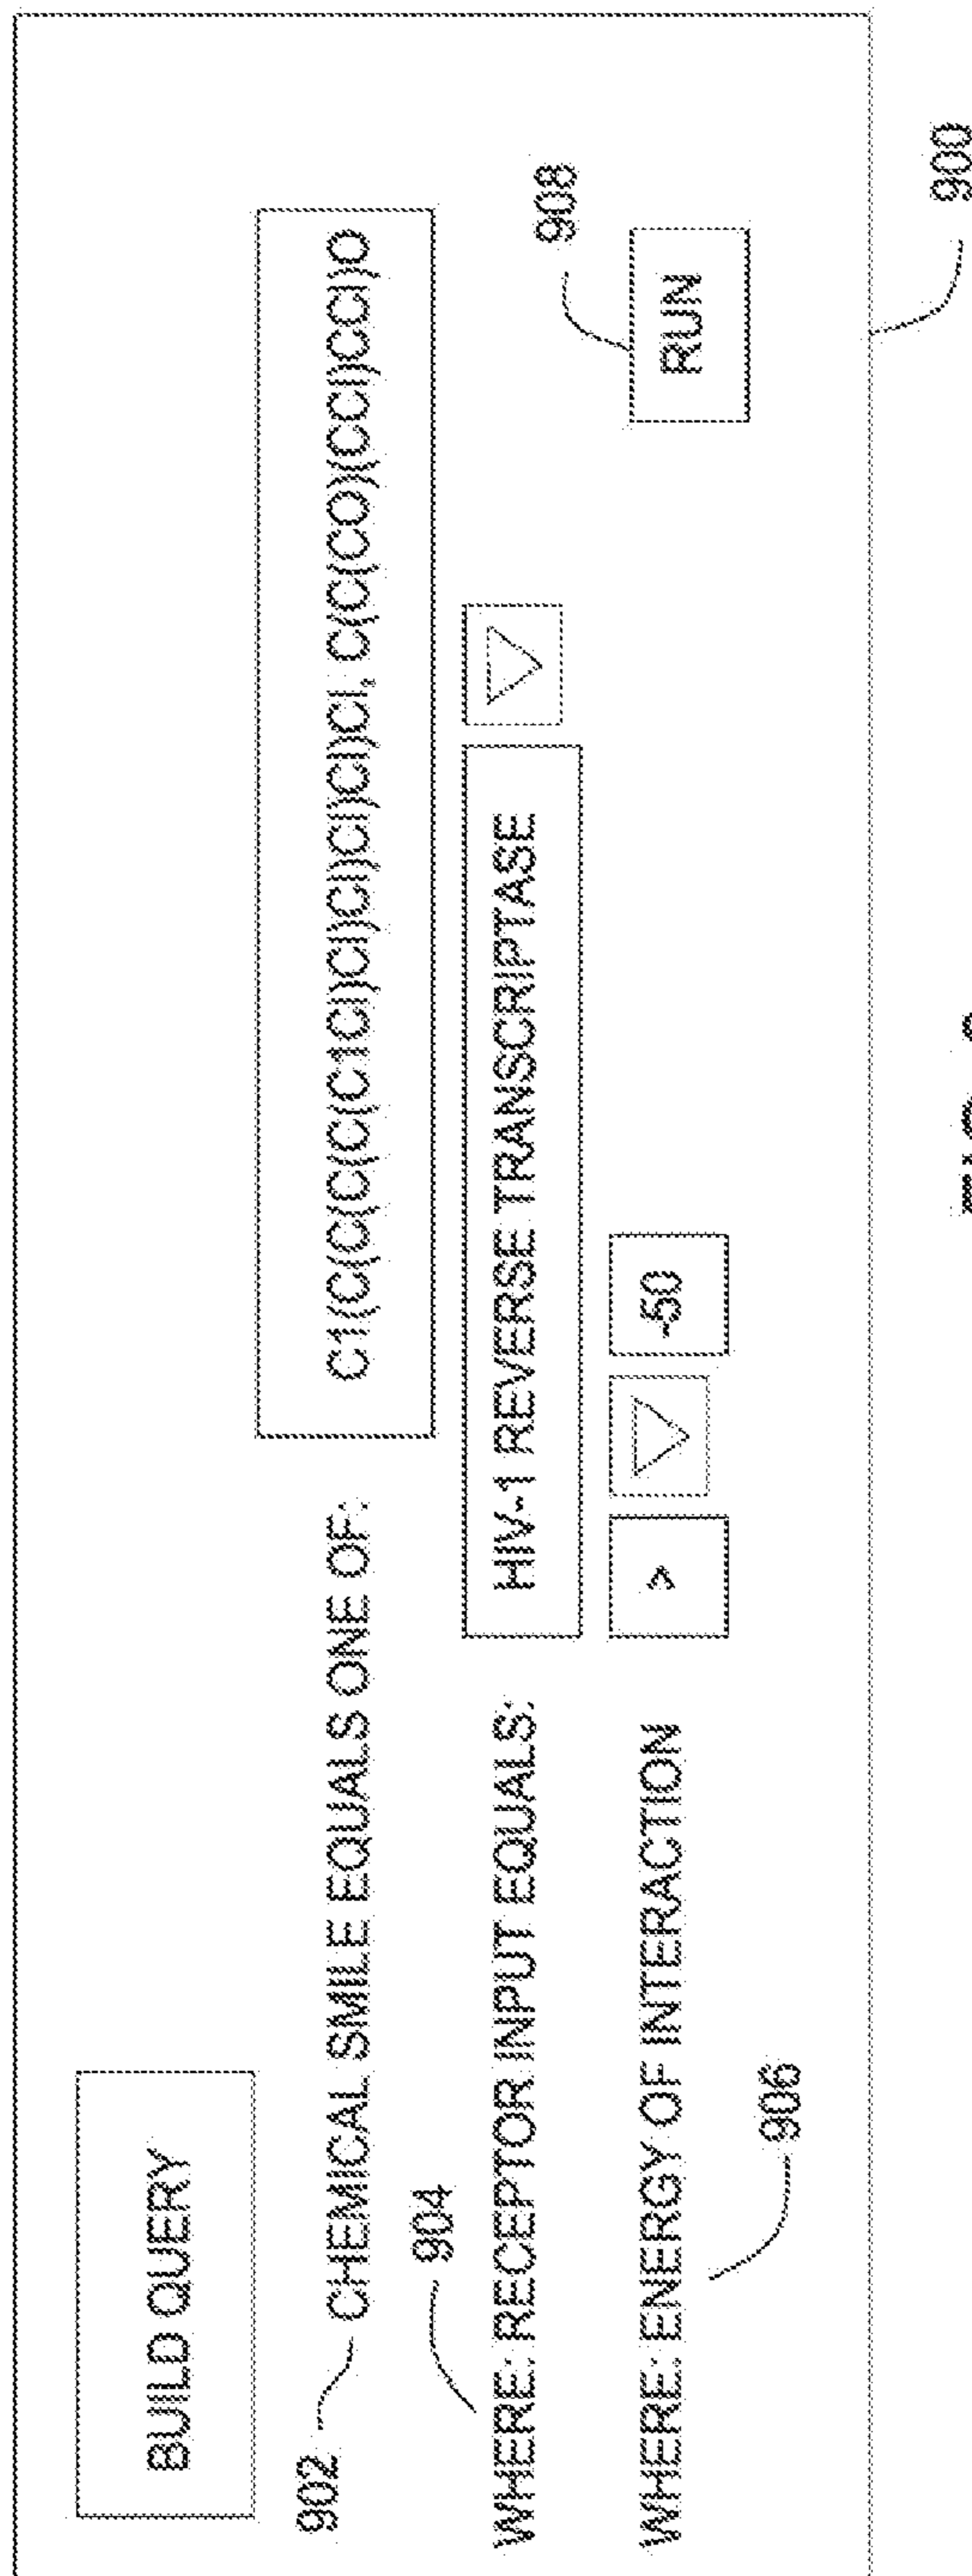 BUILD QUERY
902
CHEMICAL SMILE EQUALS ONE OF:
C1(C(C(C(C(C1Cl)Cl)Cl)Cl)Cl)Cl, C(C(CO)(CCl)CCl)O
904
WHERE: RECEPTOR INPUT EQUALS:
HIV-1 REVERSE TRANSCRIPTASE
908
WHERE: ENERGY OF INTERACTION
> -50
RUN
906
900